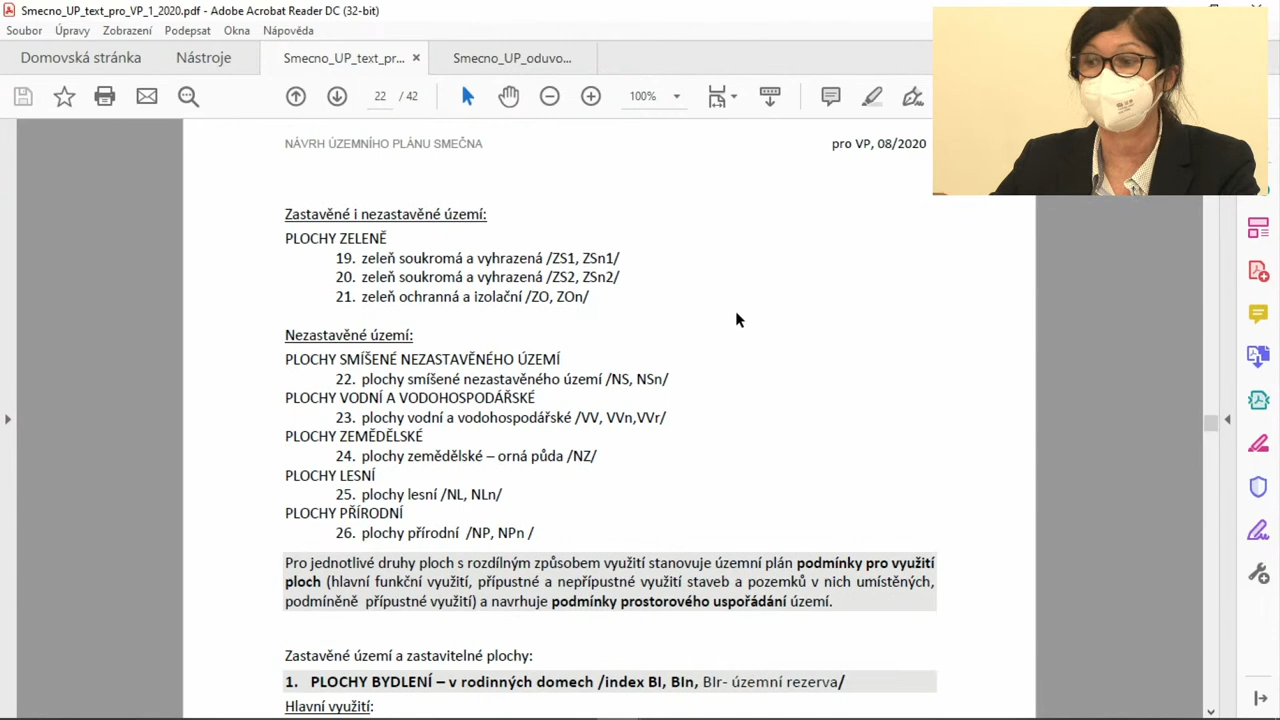 Smecno_UP_text_pro_VP_1_2020.pdf - Adobe Acrobat Reader DC (32-bit)
Soubor Úpravy Zobrazení Podepsat Okna Nápověda
Domovská stránka Nástroje Smecno_UP_text_pr... × Smecno_UP_oduvo...
22 / 42 100%
NÁVRH ÚZEMNÍHO PLÁNU SMEČNA pro VP, 08/2020
Zastavěné i nezastavěné území:
PLOCHY ZELENĚ
19. zeleň soukromá a vyhrazená /ZS1, ZSn1/
20. zeleň soukromá a vyhrazená /ZS2, ZSn2/
21. zeleň ochranná a izolační /ZO, ZOn/
Nezastavěné území:
PLOCHY SMÍŠENÉ NEZASTAVĚNÉHO ÚZEMÍ
22. plochy smíšené nezastavěného území /NS, NSn/
PLOCHY VODNÍ A VODOHOSPODÁŘSKÉ
23. plochy vodní a vodohospodářské /VV, VVn,VVr/
PLOCHY ZEMĚDĚLSKÉ
24. plochy zemědělské – orná půda /NZ/
PLOCHY LESNÍ
25. plochy lesní /NL, NLn/
PLOCHY PŘÍRODNÍ
26. plochy přírodní /NP, NPn /
Pro jednotlivé druhy ploch s rozdílným způsobem využití stanovuje územní plán podmínky pro využití
ploch (hlavní funkční využití, přípustné a nepřípustné využití staveb a pozemků v nich umístěných,
podmíněně přípustné využití) a navrhuje podmínky prostorového uspořádání území.
Zastavěné území a zastavitelné plochy:
1. PLOCHY BYDLENÍ – v rodinných domech /index BI, BIn, BIr- územní rezerva/
Hlavní využití: